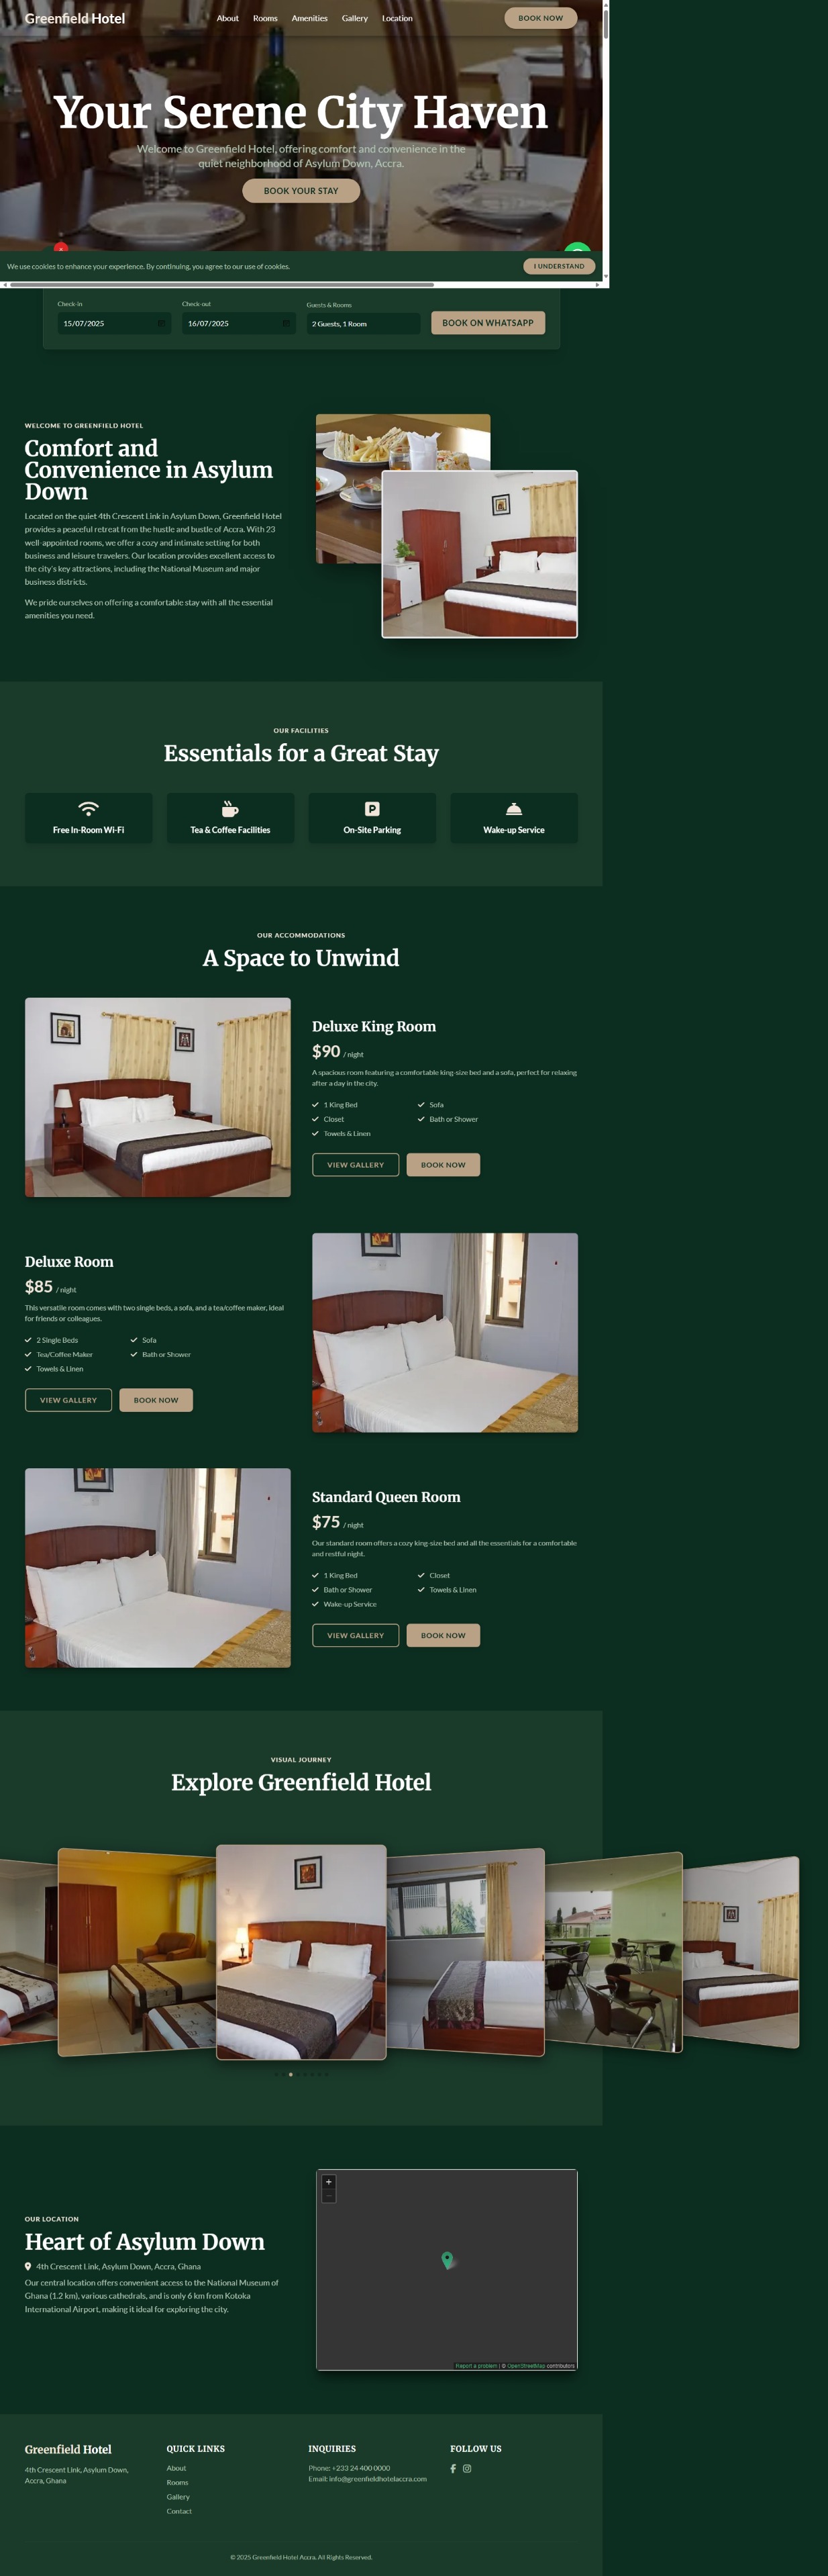 Greenfield Hotel
About
Rooms
Amenities
Gallery
Location
BOOK NOW
Your Serene City Haven
Welcome to Greenfield Hotel, offering comfort and convenience in the
quiet neighborhood of Asylum Down, Accra.
BOOK YOUR STAY
We use cookies to enhance your experience. By continuing, you agree to our use of cookies.
I UNDERSTAND
Check-in
15/07/2025
Check-out
16/07/2025
Guests & Rooms
2 Guests, 1 Room
BOOK ON WHATSAPP
WELCOME TO GREENFIELD HOTEL
Comfort and
Convenience in Asylum
Down
Located on the quiet 4th Crescent Link in Asylum Down, Greenfield Hotel
provides a peaceful retreat from the hustle and bustle of Accra. With 23
well-appointed rooms, we offer a cozy and intimate setting for both
business and leisure travelers. Our location provides excellent access to
the city's key attractions, including the National Museum and major
business districts.
We pride ourselves on offering a comfortable stay with all the essential
amenities you need.
OUR FACILITIES
Essentials for a Great Stay
Free In-Room Wi-Fi
Tea & Coffee Facilities
P
On-Site Parking
Wake-up Service
OUR ACCOMMODATIONS
A Space to Unwind
Deluxe King Room
$90 / night
A spacious room featuring a comfortable king-size bed and a sofa, perfect for relaxing
after a day in the city.
1 King Bed
Sofa
Closet
Bath or Shower
Towels & Linen
VIEW GALLERY
BOOK NOW
Deluxe Room
$85 / night
This versatile room comes with two single beds, a sofa, and a tea/coffee maker, ideal
for friends or colleagues.
2 Single Beds
Sofa
Tea/Coffee Maker
Bath or Shower
Towels & Linen
VIEW GALLERY
BOOK NOW
Standard Queen Room
$75 / night
Our standard room offers a cozy king-size bed and all the essentials for a comfortable
and restful night.
1 King Bed
Closet
Bath or Shower
Towels & Linen
Wake-up Service
VIEW GALLERY
BOOK NOW
VISUAL JOURNEY
Explore Greenfield Hotel
OUR LOCATION
Heart of Asylum Down
4th Crescent Link, Asylum Down, Accra, Ghana
Our central location offers convenient access to the National Museum of
Ghana (1.2 km), various cathedrals, and is only 6 km from Kotoka
International Airport, making it ideal for exploring the city.
+
−
Report a problem | © OpenStreetMap contributors
Greenfield Hotel
4th Crescent Link, Asylum Down,
Accra, Ghana
QUICK LINKS
About
Rooms
Gallery
Contact
INQUIRIES
Phone: +233 24 400 0000
Email: info@greenfieldhotelaccra.com
FOLLOW US
© 2025 Greenfield Hotel Accra. All Rights Reserved.